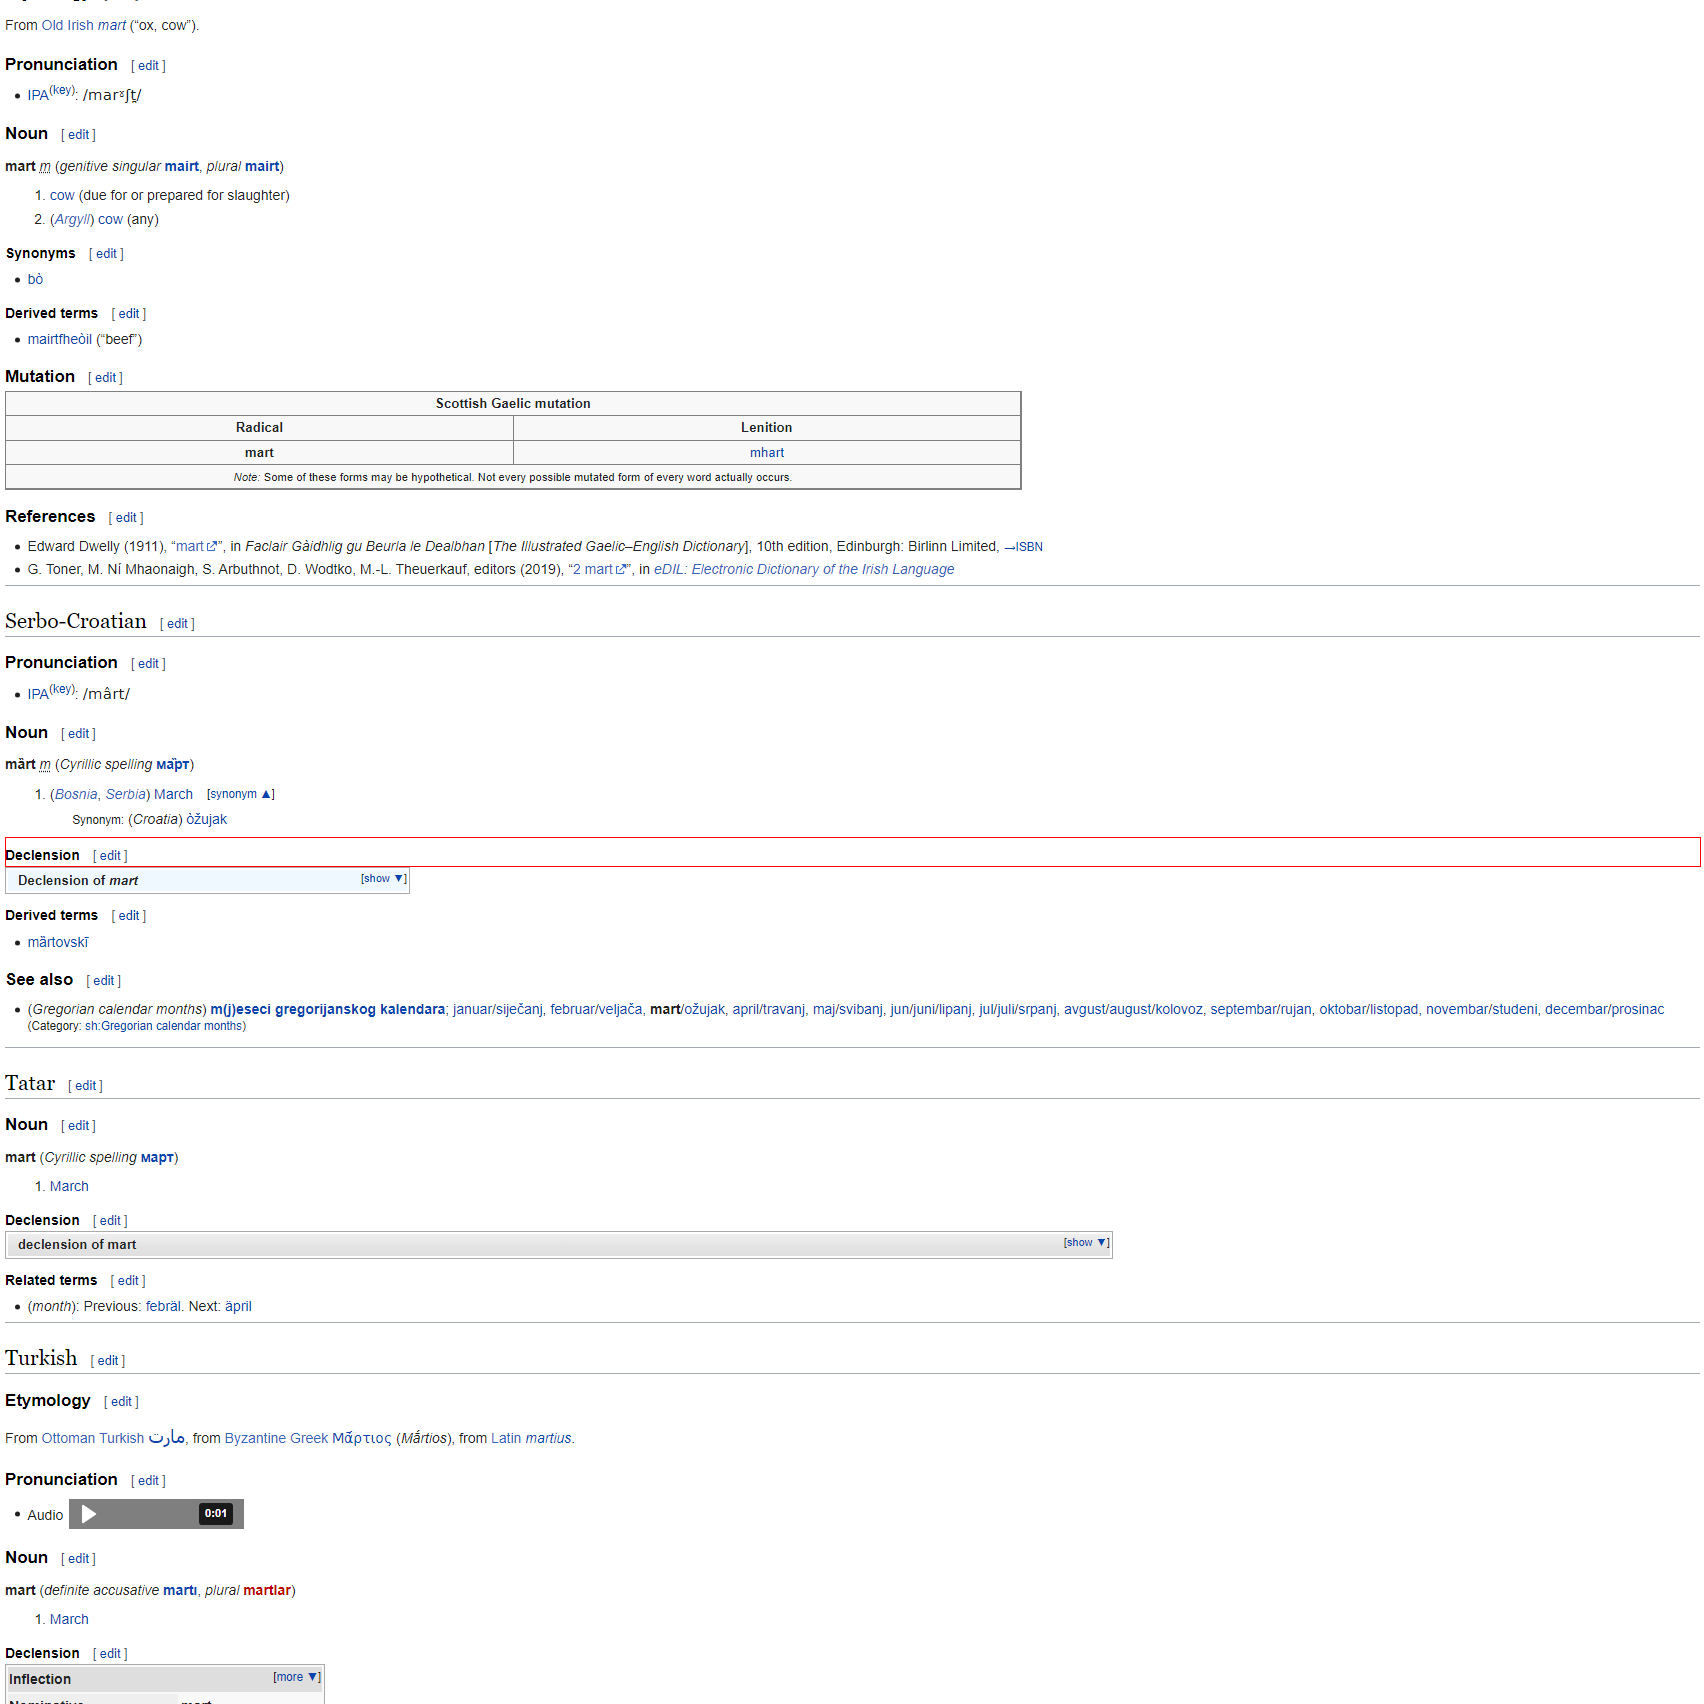 From Old Irish mart (“ox, cow”).
Pronunciation [ edit ]
• IPA(key): /marˠʃt̪/
Noun [ edit ]
mart m (genitive singular mairt, plural mairt)
1. cow (due for or prepared for slaughter)
2. (Argyll) cow (any)
Synonyms [ edit ]
• bò
Derived terms [ edit ]
• mairtfheòil (“beef”)
Mutation [ edit ]
Scottish Gaelic mutation
Radical Lenition
mart mhart
Note: Some of these forms may be hypothetical. Not every possible mutated form of every word actually occurs.
References [ edit ]
• Edward Dwelly (1911), “mart”, in Faclair Gàidhlig gu Beurla le Dealbhan [The Illustrated Gaelic–English Dictionary], 10th edition, Edinburgh: Birlinn Limited, →ISBN
• G. Toner, M. Ní Mhaonaigh, S. Arbuthnot, D. Wodtko, M.-L. Theuerkauf, editors (2019), “2 mart”, in eDIL: Electronic Dictionary of the Irish Language
Serbo-Croatian [ edit ]
Pronunciation [ edit ]
• IPA(key): /mârt/
Noun [ edit ]
mȁrt m (Cyrillic spelling ма̏рт)
1. (Bosnia, Serbia) March [synonym ▲]
Synonym: (Croatia) òžujak
Declension [ edit ]
Declension of mart [show ▼]
Derived terms [ edit ]
• mȁrtovskī
See also [ edit ]
• (Gregorian calendar months) m(j)eseci gregorijanskog kalendara; januar/siječanj, februar/veljača, mart/ožujak, april/travanj, maj/svibanj, jun/juni/lipanj, jul/juli/srpanj, avgust/august/kolovoz, septembar/rujan, oktobar/listopad, novembar/studeni, decembar/prosinac
(Category: sh:Gregorian calendar months)
Tatar [ edit ]
Noun [ edit ]
mart (Cyrillic spelling март)
1. March
Declension [ edit ]
declension of mart [show ▼]
Related terms [ edit ]
• (month): Previous: febräl. Next: äpril
Turkish [ edit ]
Etymology [ edit ]
From Ottoman Turkish مارت, from Byzantine Greek Μᾰ́ρτιος (Mắrtios), from Latin martius.
Pronunciation [ edit ]
• Audio 0:01
Noun [ edit ]
mart (definite accusative martı, plural martlar)
1. March
Declension [ edit ]
Inflection [more ▼]
Nominative mart